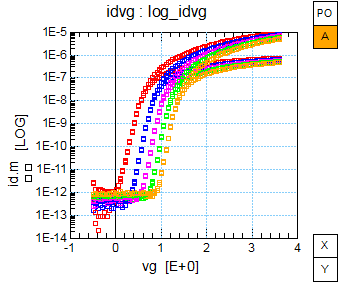 idvg : log_idvg
PO
A
1E-5
1E-6
1E-7
1E-8
1E-9
1E-10
1E-11
1E-12
1E-13
1E-14
id.m [LOG]
-1 0 1 2 3 4
vg [E+0]
X
Y